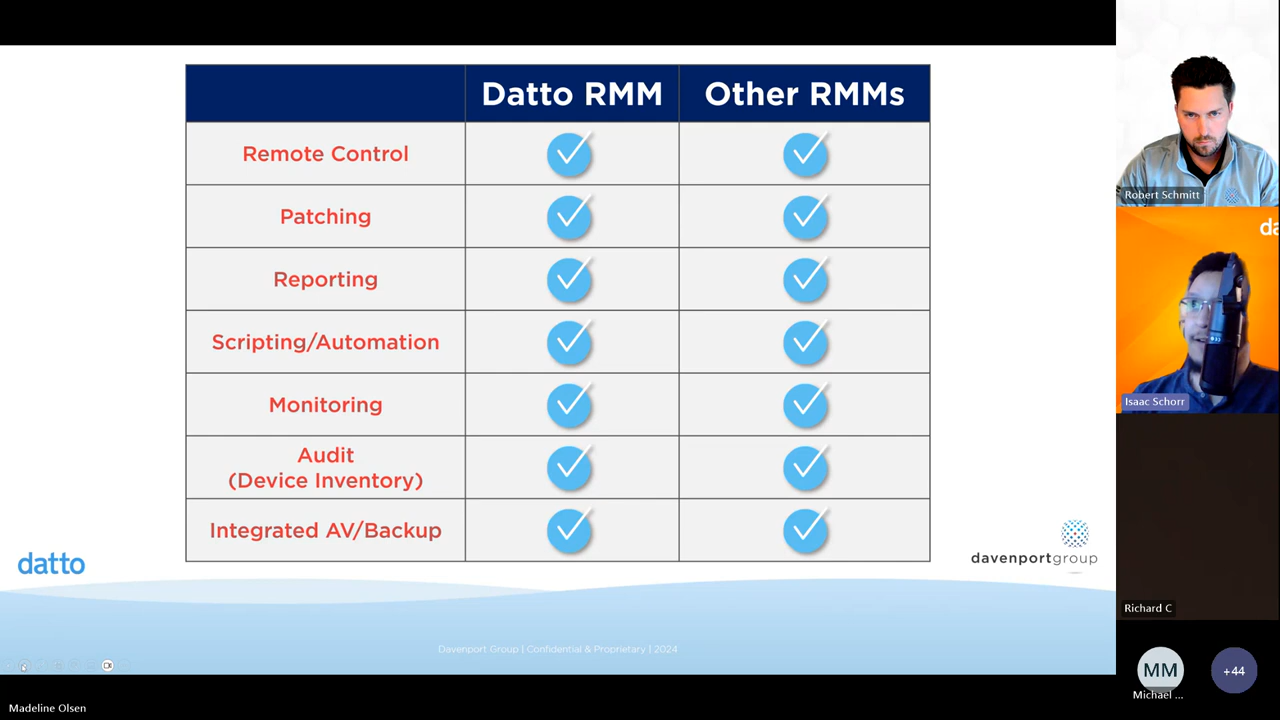 Datto RMM
Other RMMs
Remote Control
Patching
Reporting
Scripting/Automation
Monitoring
Audit
(Device Inventory)
Integrated AV/Backup
datto
davenportgroup
Davenport Group | Confidential & Proprietary | 2024
Madeline Olsen
Robert Schmitt
da
Isaac Schorr
Richard C
MM
Michael ...
+44